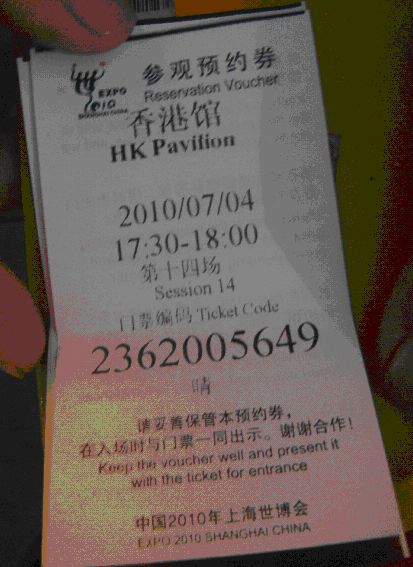 EXPO
2010
SHANGHAI CHINA
参观预约券
Reservation Voucher
香港馆
HK Pavilion
2010/07/04
17:30-18:00
第十四场
Session 14
门票编码 Ticket Code
2362005649
晴
请妥善保管本预约券，
在入场时与门票一同出示。谢谢合作！
Keep the voucher well and present it
with the ticket for entrance
中国2010年上海世博会
EXPO 2010 SHANGHAI CHINA